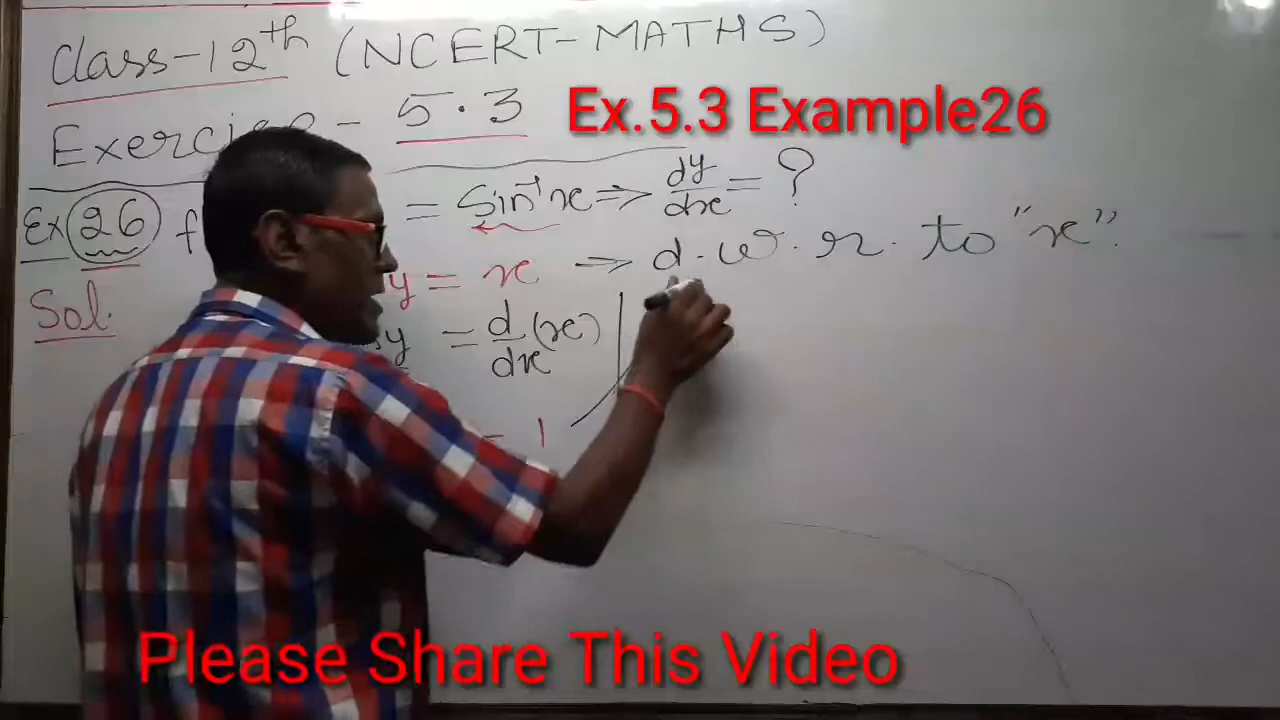 Class-12th (NCERT-MATHS)
Exercise - 5.3
Ex.5.3 Example26
Ex 26 f = Sin⁻¹x ⇒ dy/dx = ?
Sol. y = x ⇒ d.w.r. to "x".
y = d/dx (x)
1
Please Share This Video